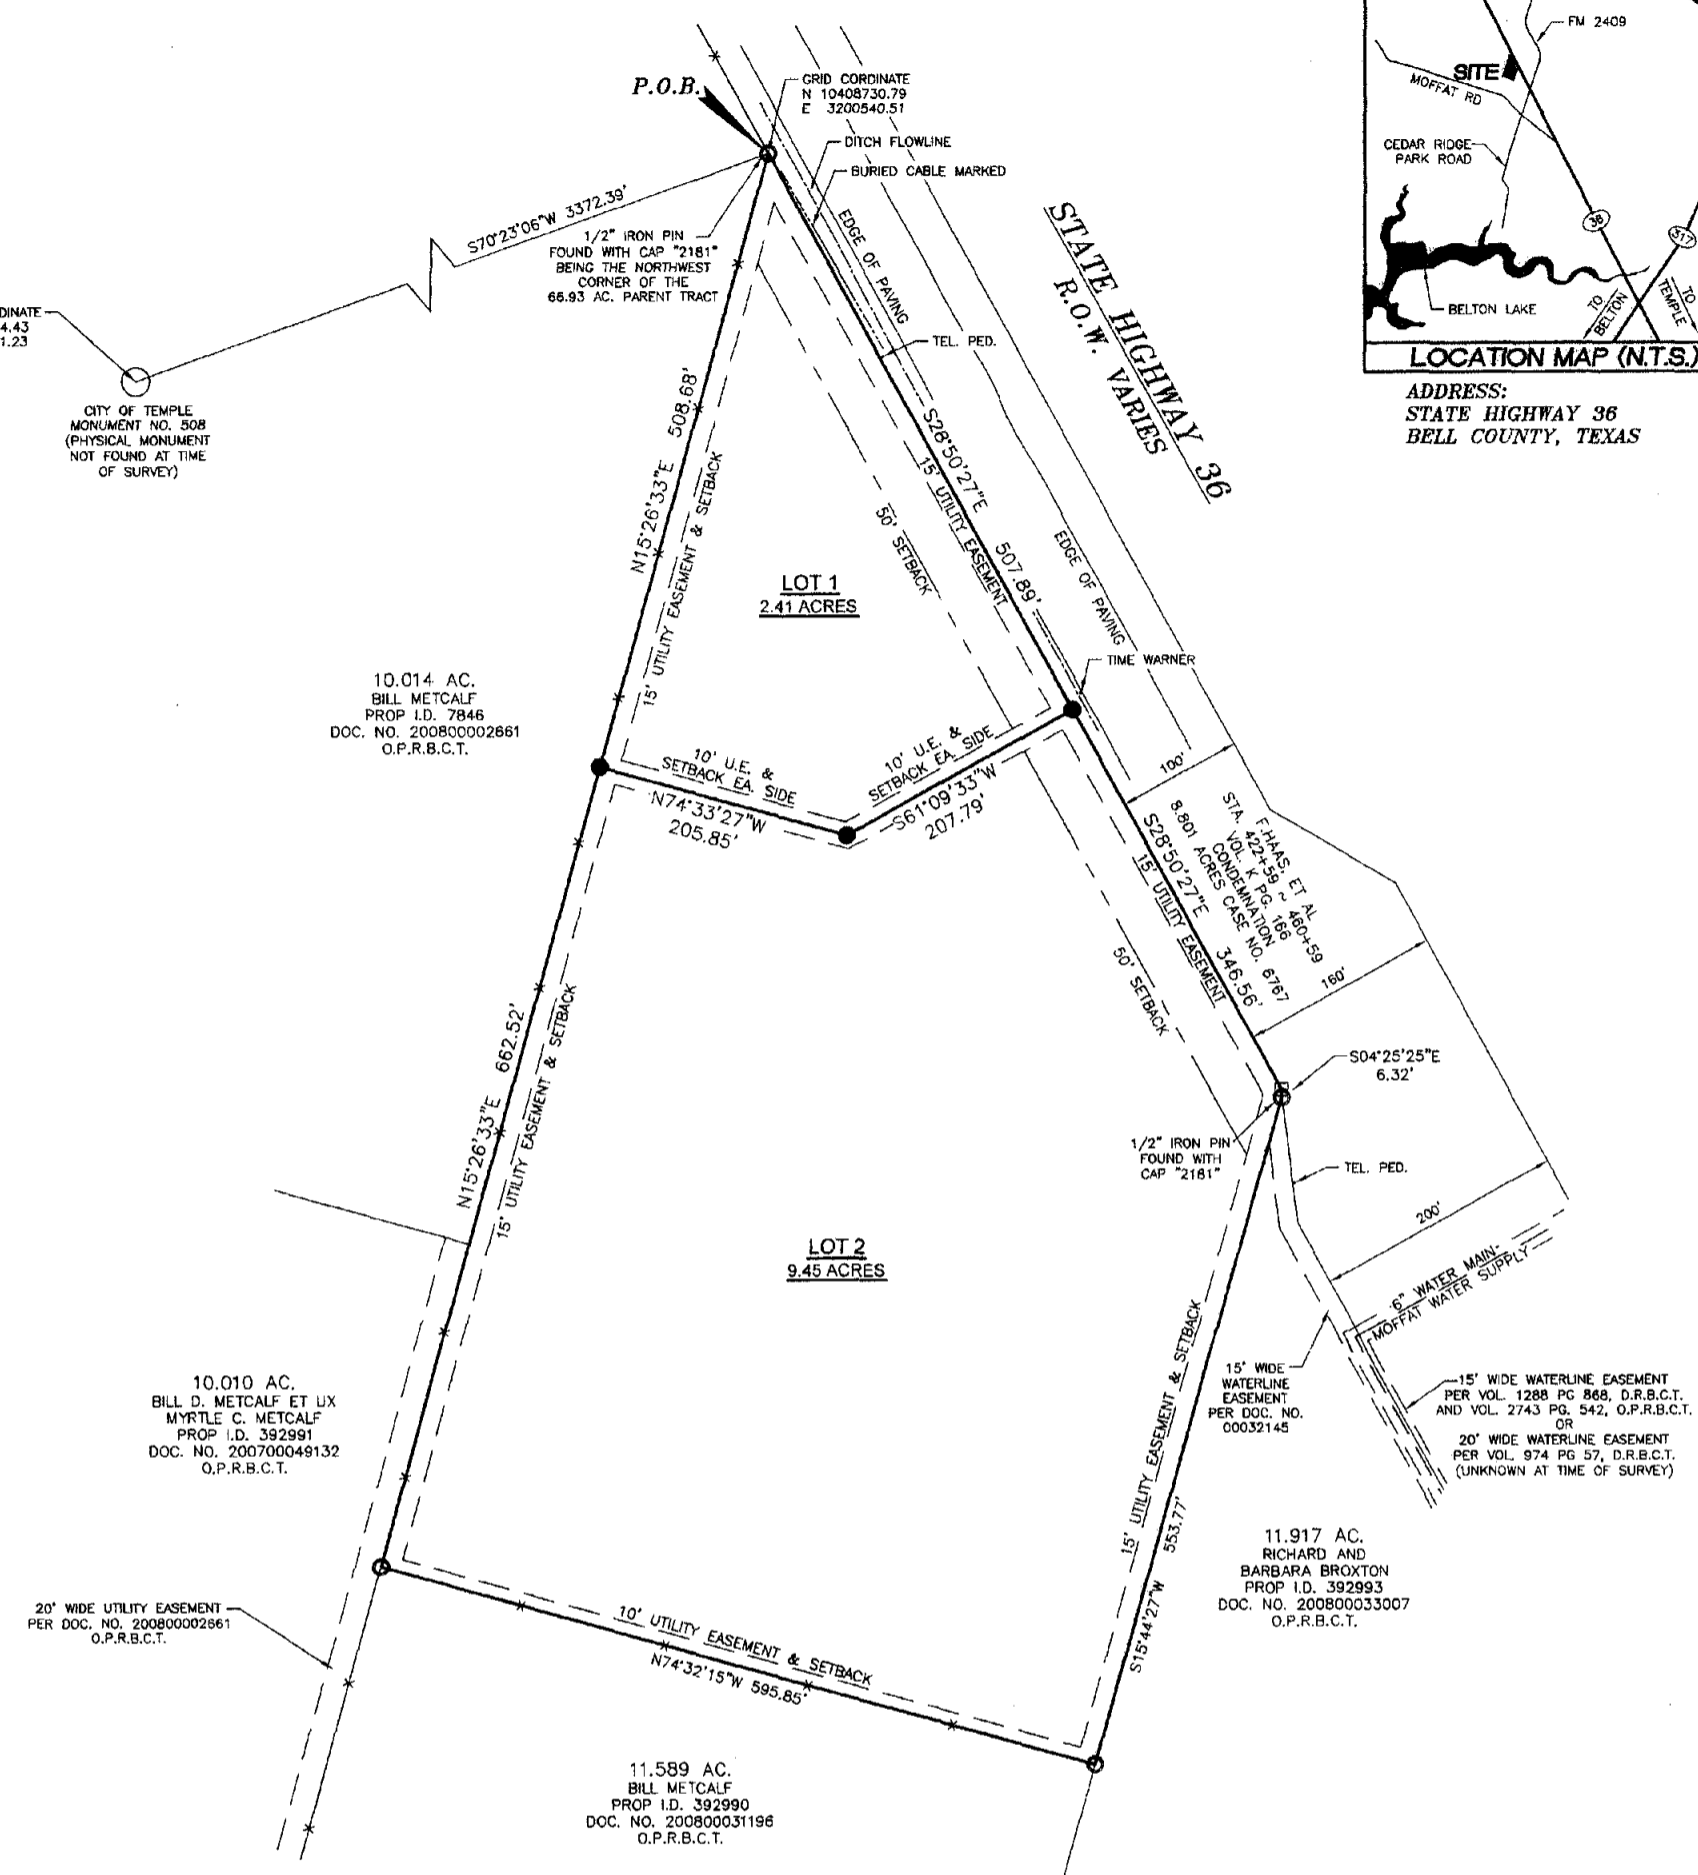 P.O.B.
GRID CORDINATE
N 10408730.79
E 3200540.51
DITCH FLOWLINE
BURIED CABLE MARKED
S70°23'06"W 3372.39'
1/2" IRON PIN
FOUND WITH CAP "2181"
BEING THE NORTHWEST
CORNER OF THE
66.93 AC. PARENT TRACT
DINATE
4.43
1.23
CITY OF TEMPLE
MONUMENT NO. 508
(PHYSICAL MONUMENT
NOT FOUND AT TIME
OF SURVEY)
EDGE OF PAVING
TEL. PED.
STATE HIGHWAY 36
R.O.W. VARIES
FM 2409
SITE
MOFFAT RD
CEDAR RIDGE
PARK ROAD
36
317
BELTON LAKE
TO
BELTON
TO
TEMPLE
LOCATION MAP (N.T.S.)
ADDRESS:
STATE HIGHWAY 36
BELL COUNTY, TEXAS
N15°26'33"E 508.68'
15' UTILITY EASEMENT & SETBACK
S28°50'27"E 507.89'
15' UTILITY EASEMENT
50' SETBACK
EDGE OF PAVING
LOT 1
2.41 ACRES
TIME WARNER
10.014 AC.
BILL METCALF
PROP I.D. 7846
DOC. NO. 200800002661
O.P.R.B.C.T.
10' U.E. &
SETBACK EA. SIDE
N74°33'27"W
205.85'
10' U.E. &
SETBACK EA. SIDE
S61°09'33"W
207.79'
100'
F.HAAS, ET AL
STA. 422+59 ~ 460+59
VOL. K PG. 166
CONDEMNATION
8.801 ACRES CASE NO. 6767
S28°50'27"E 346.56'
15' UTILITY EASEMENT
50' SETBACK
160'
S04°25'25"E
6.32'
1/2" IRON PIN
FOUND WITH
CAP "2181"
TEL. PED.
200'
6" WATER MAIN
MOFFAT WATER SUPPLY
N15°26'33"E 662.52'
15' UTILITY EASEMENT & SETBACK
LOT 2
9.45 ACRES
15' UTILITY EASEMENT & SETBACK
S15°44'27"W 553.77'
15' WIDE
WATERLINE
EASEMENT
PER DOC. NO.
00032145
15' WIDE WATERLINE EASEMENT
PER VOL. 1288 PG 868, D.R.B.C.T.
AND VOL. 2743 PG. 542, O.P.R.B.C.T.
OR
20' WIDE WATERLINE EASEMENT
PER VOL. 974 PG 57, D.R.B.C.T.
(UNKNOWN AT TIME OF SURVEY)
10.010 AC.
BILL D. METCALF ET UX
MYRTLE C. METCALF
PROP I.D. 392991
DOC. NO. 200700049132
O.P.R.B.C.T.
11.917 AC.
RICHARD AND
BARBARA BROXTON
PROP I.D. 392993
DOC. NO. 200800033007
O.P.R.B.C.T.
20' WIDE UTILITY EASEMENT
PER DOC. NO. 200800002661
O.P.R.B.C.T.
10' UTILITY EASEMENT & SETBACK
N74°32'15"W 595.85'
11.589 AC.
BILL METCALF
PROP I.D. 392990
DOC. NO. 200800031196
O.P.R.B.C.T.